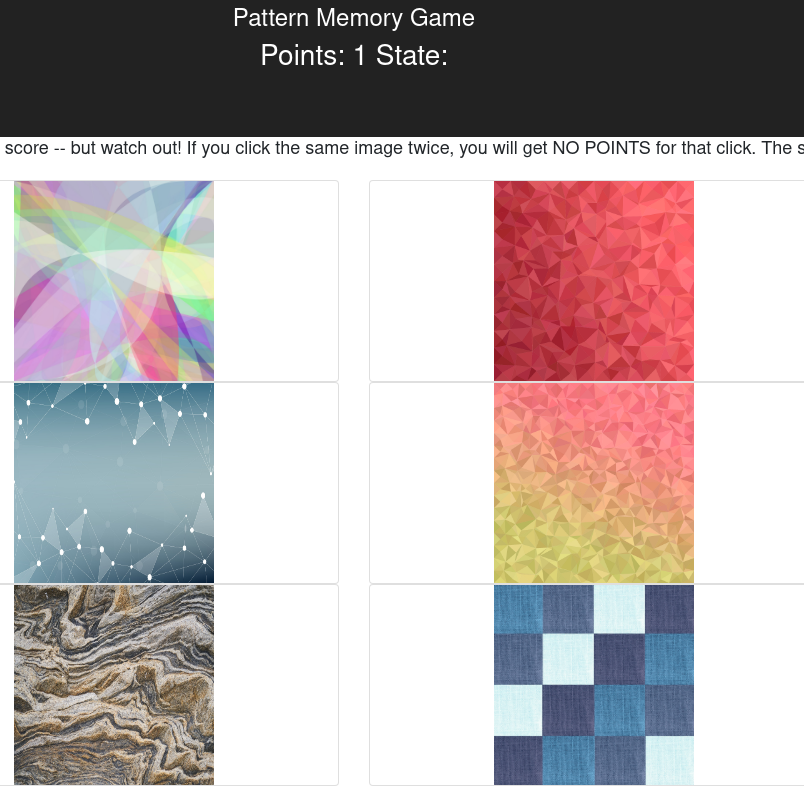 Pattern Memory Game
Points: 1 State:
score -- but watch out! If you click the same image twice, you will get NO POINTS for that click. The s